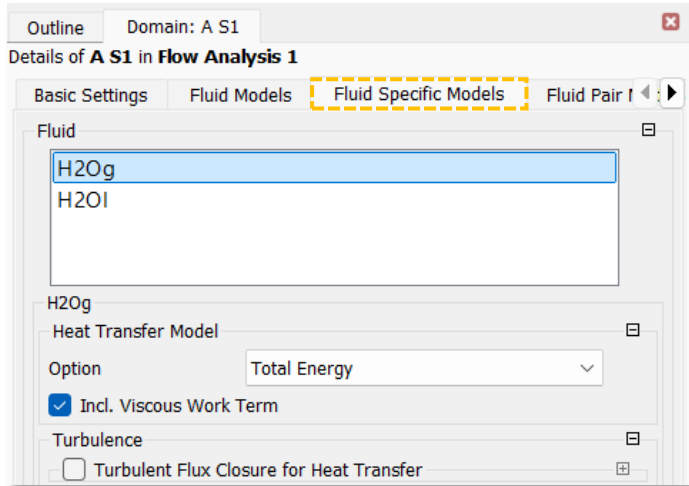 Outline Domain: A S1
Details of A S1 in Flow Analysis 1
Basic Settings Fluid Models Fluid Specific Models Fluid Pair
Fluid
H2Og
H2Ol
H2Og
Heat Transfer Model
Option Total Energy
Incl. Viscous Work Term
Turbulence
Turbulent Flux Closure for Heat Transfer